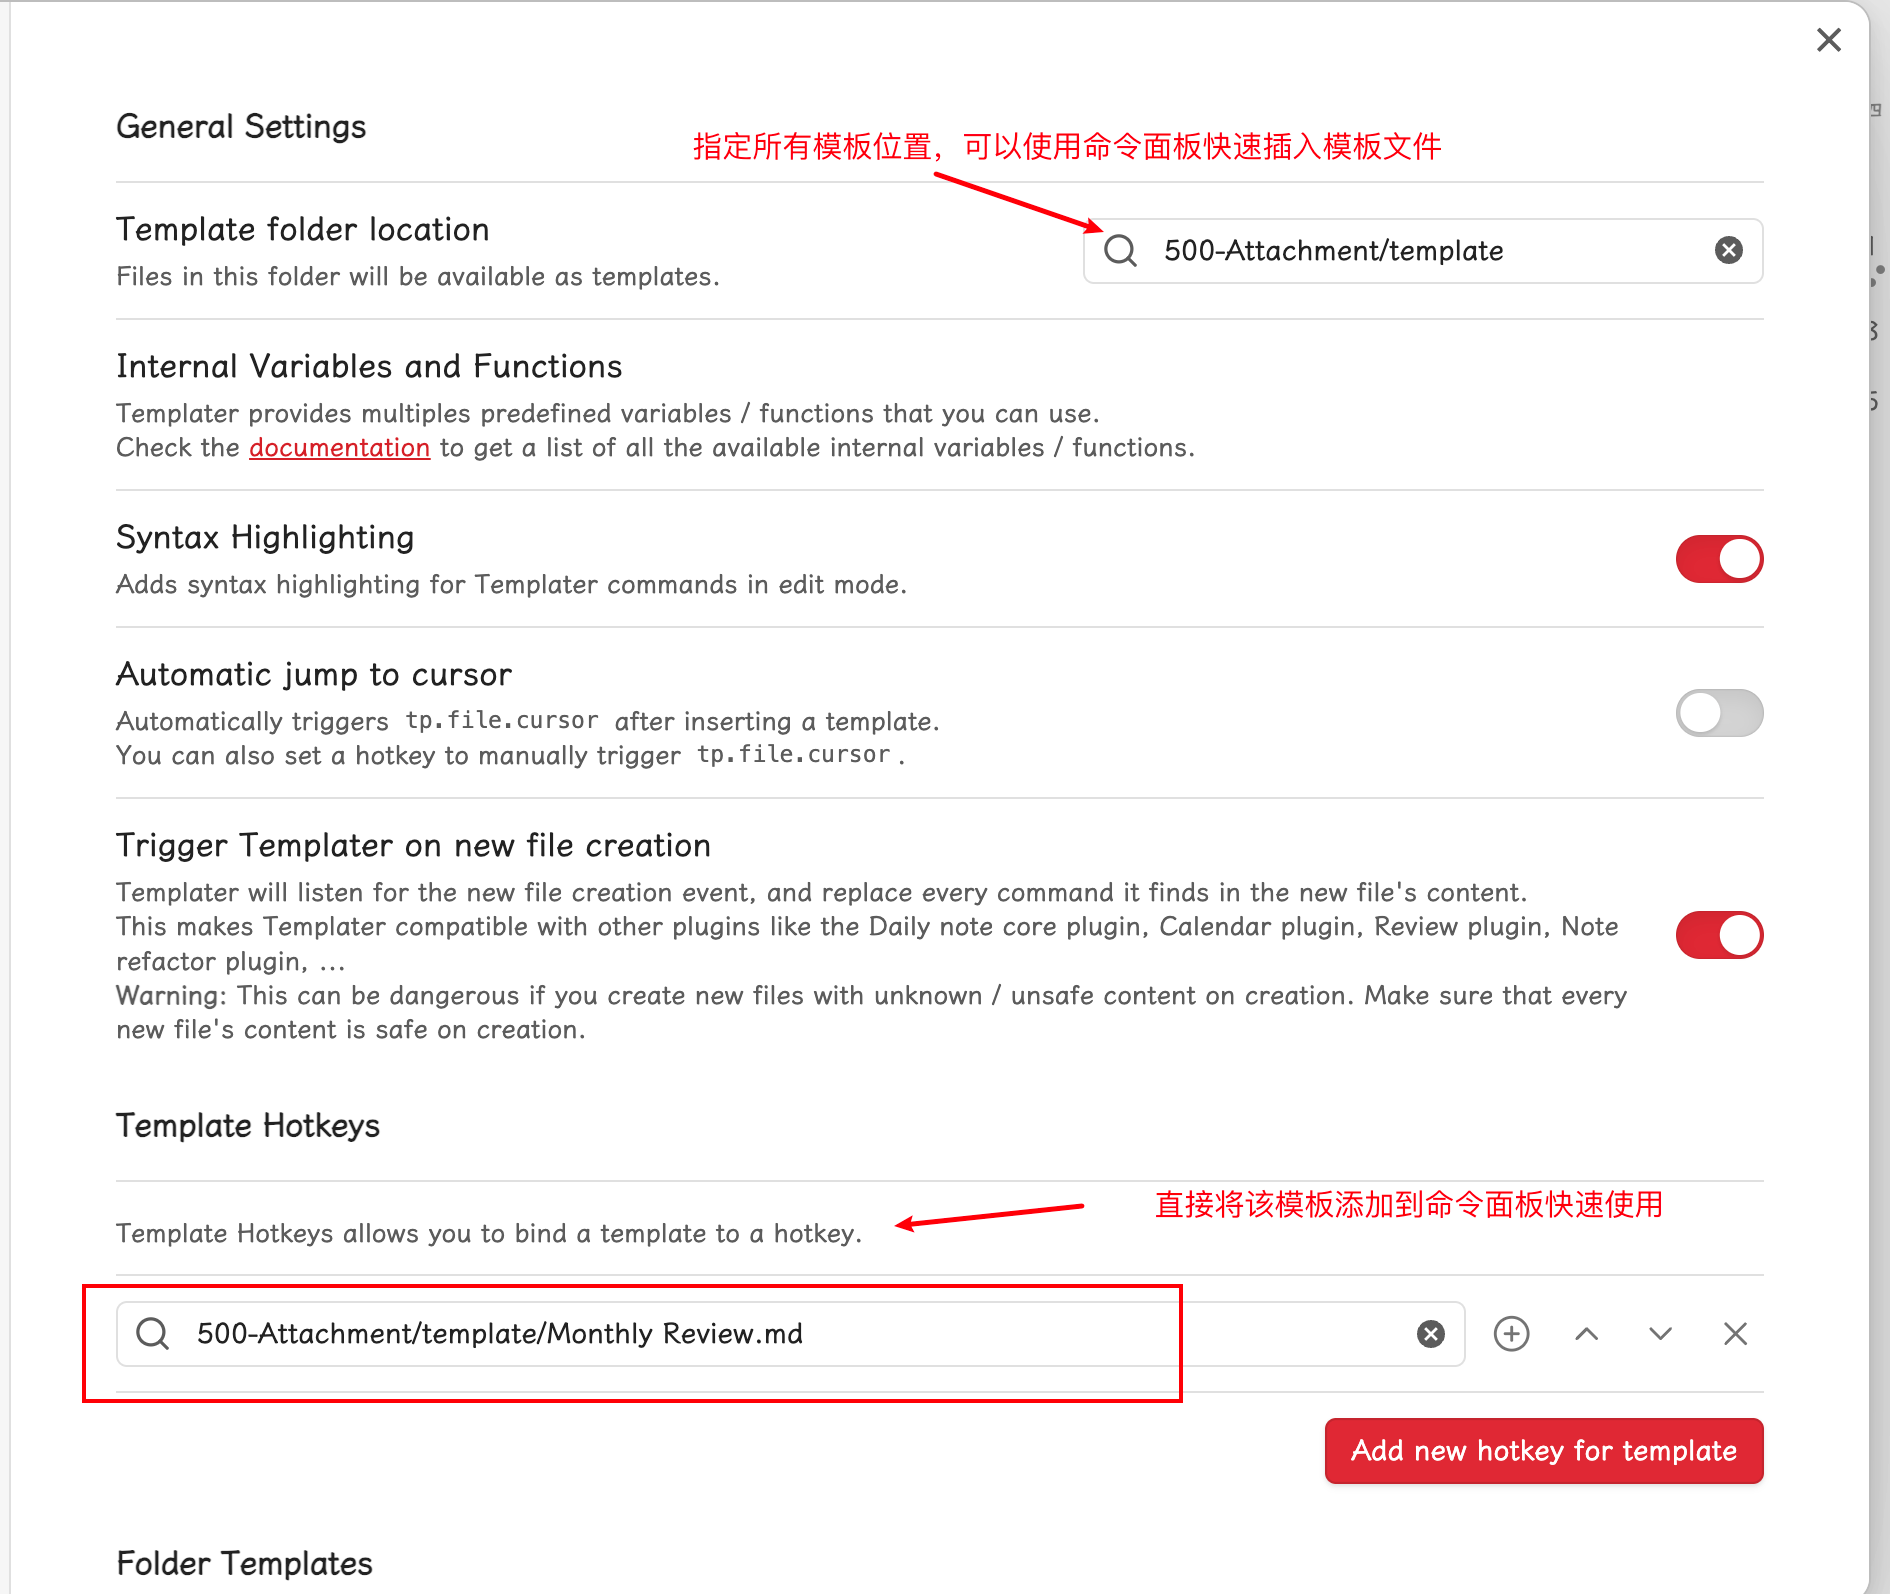 General Settings
指定所有模板位置，可以使用命令面板快速插入模板文件
Template folder location
Files in this folder will be available as templates.
500-Attachment/template
Internal Variables and Functions
Templater provides multiples predefined variables / functions that you can use.
Check the documentation to get a list of all the available internal variables / functions.
Syntax Highlighting
Adds syntax highlighting for Templater commands in edit mode.
Automatic jump to cursor
Automatically triggers tp.file.cursor after inserting a template.
You can also set a hotkey to manually trigger tp.file.cursor .
Trigger Templater on new file creation
Templater will listen for the new file creation event, and replace every command it finds in the new file's content.
This makes Templater compatible with other plugins like the Daily note core plugin, Calendar plugin, Review plugin, Note
refactor plugin, ...
Warning: This can be dangerous if you create new files with unknown / unsafe content on creation. Make sure that every
new file's content is safe on creation.
Template Hotkeys
直接将该模板添加到命令面板快速使用
Template Hotkeys allows you to bind a template to a hotkey.
500-Attachment/template/Monthly Review.md
Add new hotkey for template
Folder Templates